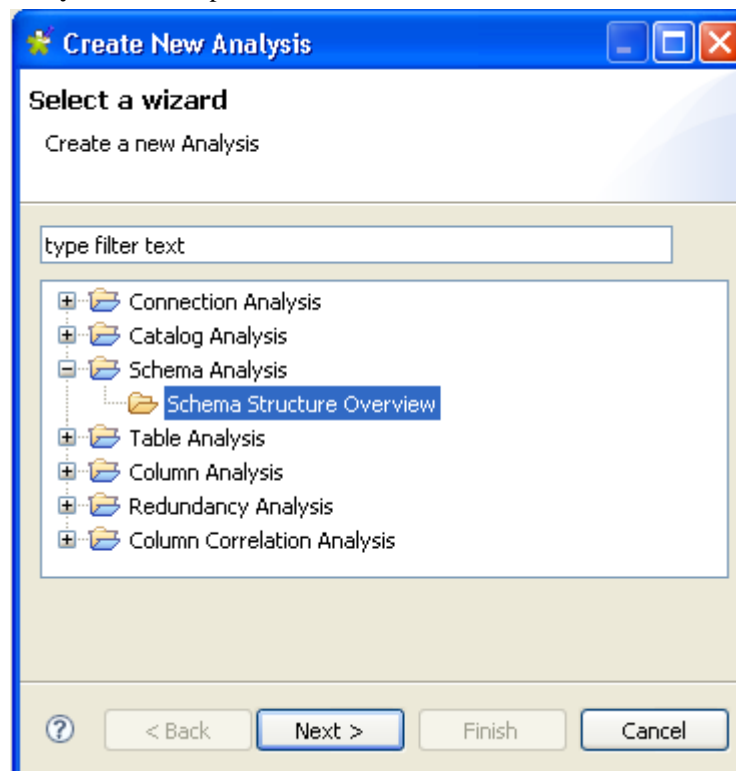 Create New Analysis
Select a wizard
Create a new Analysis
type filter text
Connection Analysis
Catalog Analysis
Schema Analysis
Schema Structure Overview
Table Analysis
Column Analysis
Redundancy Analysis
Column Correlation Analysis
< Back Next > Finish Cancel